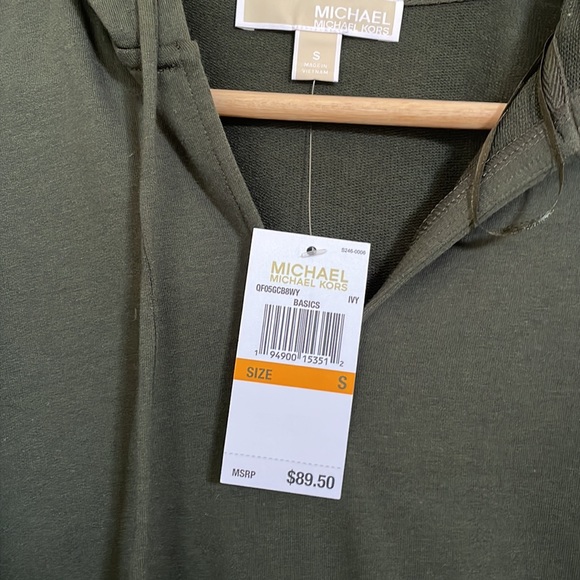 MICHAEL
MICHAEL KORS
S
MADE IN
VIETNAM
S246-0008
MICHAEL
MICHAEL KORS
QF05GCB8WY IVY
BASICS
1 94900 15351 2
SIZE S
MSRP $89.50